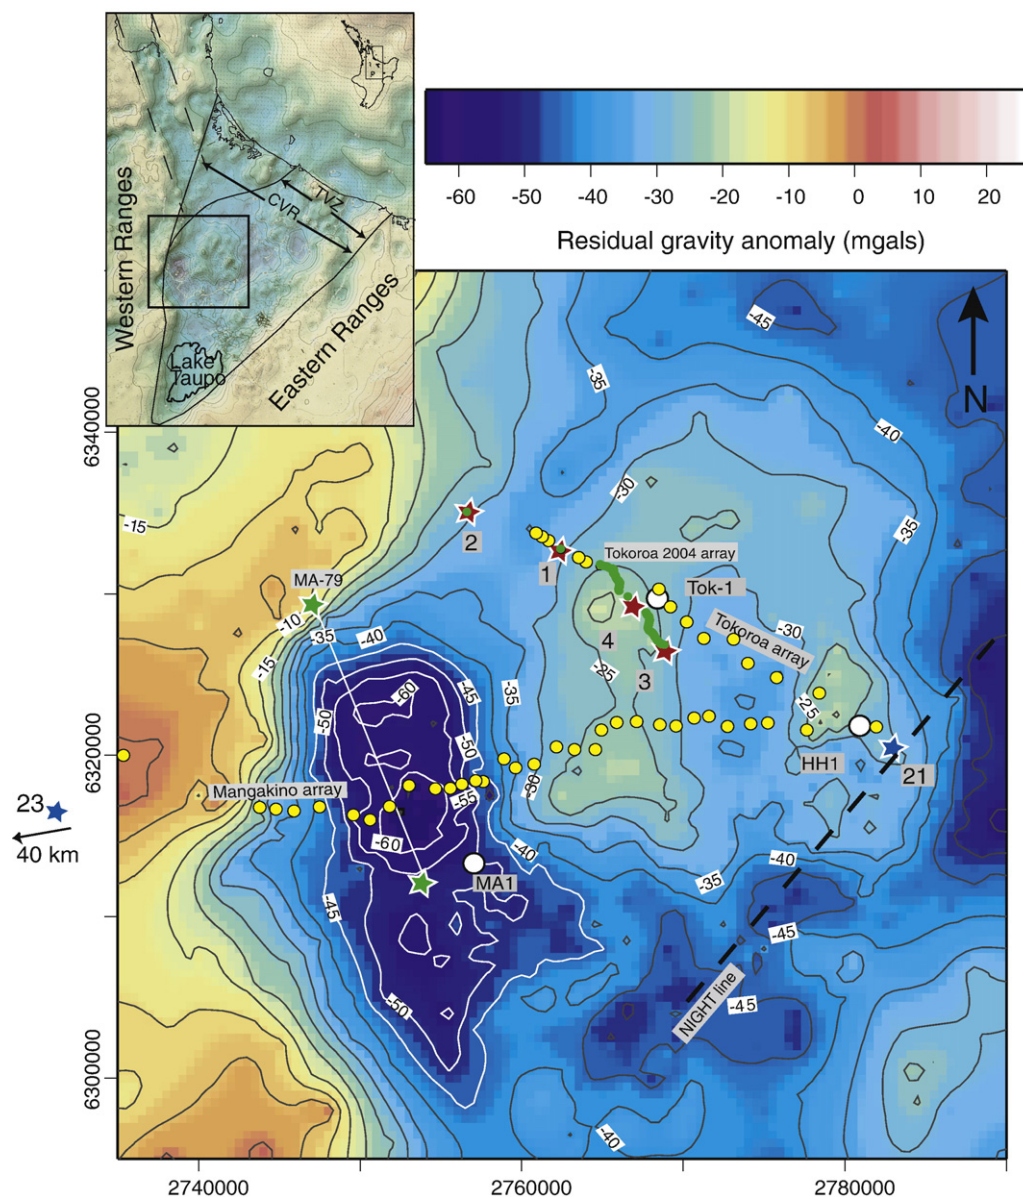 Western Ranges
CVR
TVZ
Eastern Ranges
Lake
Taupo
-60
-50
-40
-30
-20
-10
0
10
20
Residual gravity anomaly (mgals)
-45
N
-35
-40
6340000
-30
-15
-35
2
Tokoroa 2004 array
1
MA-79
Tok-1
-10
-35
-40
4
Tokoroa array
-30
-15
-25
3
-60
-45
-35
-25
-50
-50
HH1
21
6320000
-30
Mangakino array
-55
23
40 km
-60
-40
-40
MA1
-35
-45
-45
NIGHT line
-50
-45
6300000
-40
2740000
2760000
2780000